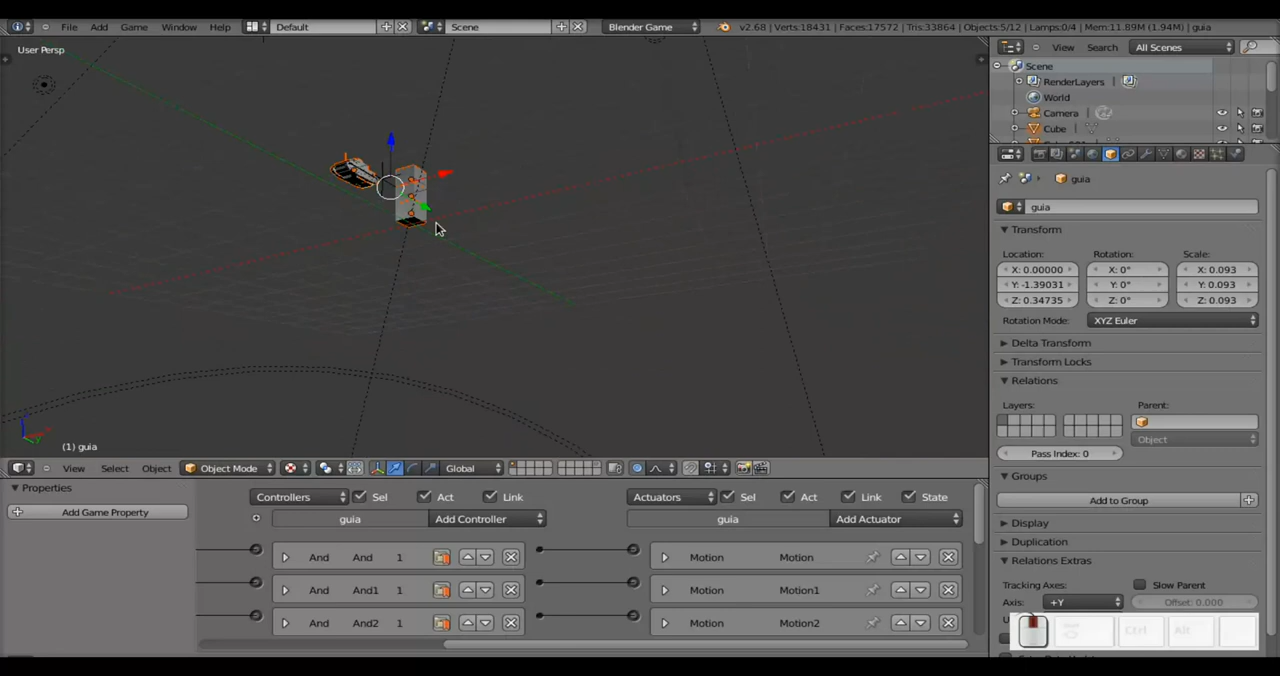 File Add Game Window Help Default Scene Blender Game v2.68 | Verts:18431 | Faces:17572 | Tris:33864 | Objects:5/12 | Lamps:0/4 | Mem:11.89M (1.94M) | guia
User Persp
View Search All Scenes
Scene
RenderLayers
World
Camera
Cube
guia
guia
Transform
Location: Rotation: Scale:
X: 0.00000 X: 0° X: 0.093
Y: -1.39031 Y: 0° Y: 0.093
Z: 0.34735 Z: 0° Z: 0.093
Rotation Mode: XYZ Euler
Delta Transform
Transform Locks
Relations
Layers: Parent:
Object
Pass Index: 0
Groups
Add to Group
Display
Duplication
Relations Extras
Tracking Axes: Slow Parent
Axis: +Y Offset: 0.000
(1) guia
View Select Object Object Mode Global
Properties
Add Game Property
Controllers Sel Act Link Actuators Sel Act Link State
guia Add Controller guia Add Actuator
And And 1 Motion Motion
And And1 1 Motion Motion1
And And2 1 Motion Motion2
Ctrl Alt